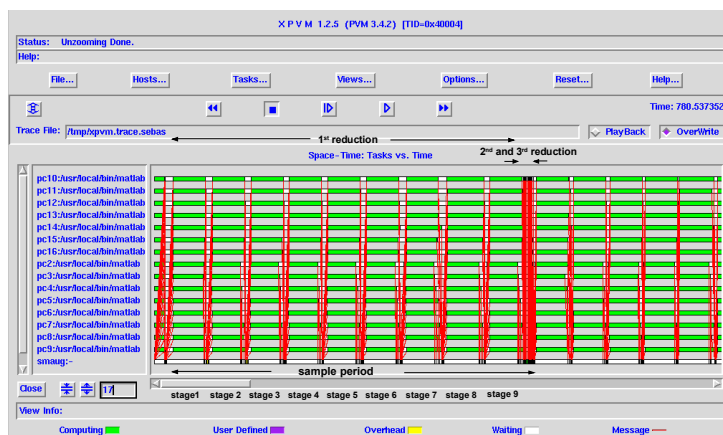 X P V M 1.2.5 (PVM 3.4.2) [TID=0x40004]
Status: Unzooming Done.
Help:
File... Hosts... Tasks... Views... Options... Reset... Help...
Time: 780.537352
Trace File: /tmp/xpvm.trace.sebas
1st reduction
PlayBack OverWrite
Space-Time: Tasks vs. Time
2nd and 3rd reduction
pc10:/usr/local/bin/matlab
pc11:/usr/local/bin/matlab
pc12:/usr/local/bin/matlab
pc13:/usr/local/bin/matlab
pc14:/usr/local/bin/matlab
pc15:/usr/local/bin/matlab
pc16:/usr/local/bin/matlab
pc2:/usr/local/bin/matlab
pc3:/usr/local/bin/matlab
pc4:/usr/local/bin/matlab
pc5:/usr/local/bin/matlab
pc6:/usr/local/bin/matlab
pc7:/usr/local/bin/matlab
pc8:/usr/local/bin/matlab
pc9:/usr/local/bin/matlab
smaug:-
sample period
Close 17
stage1 stage 2 stage 3 stage 4 stage 5 stage 6 stage 7 stage 8 stage 9
View Info:
Computing User Defined Overhead Waiting Message